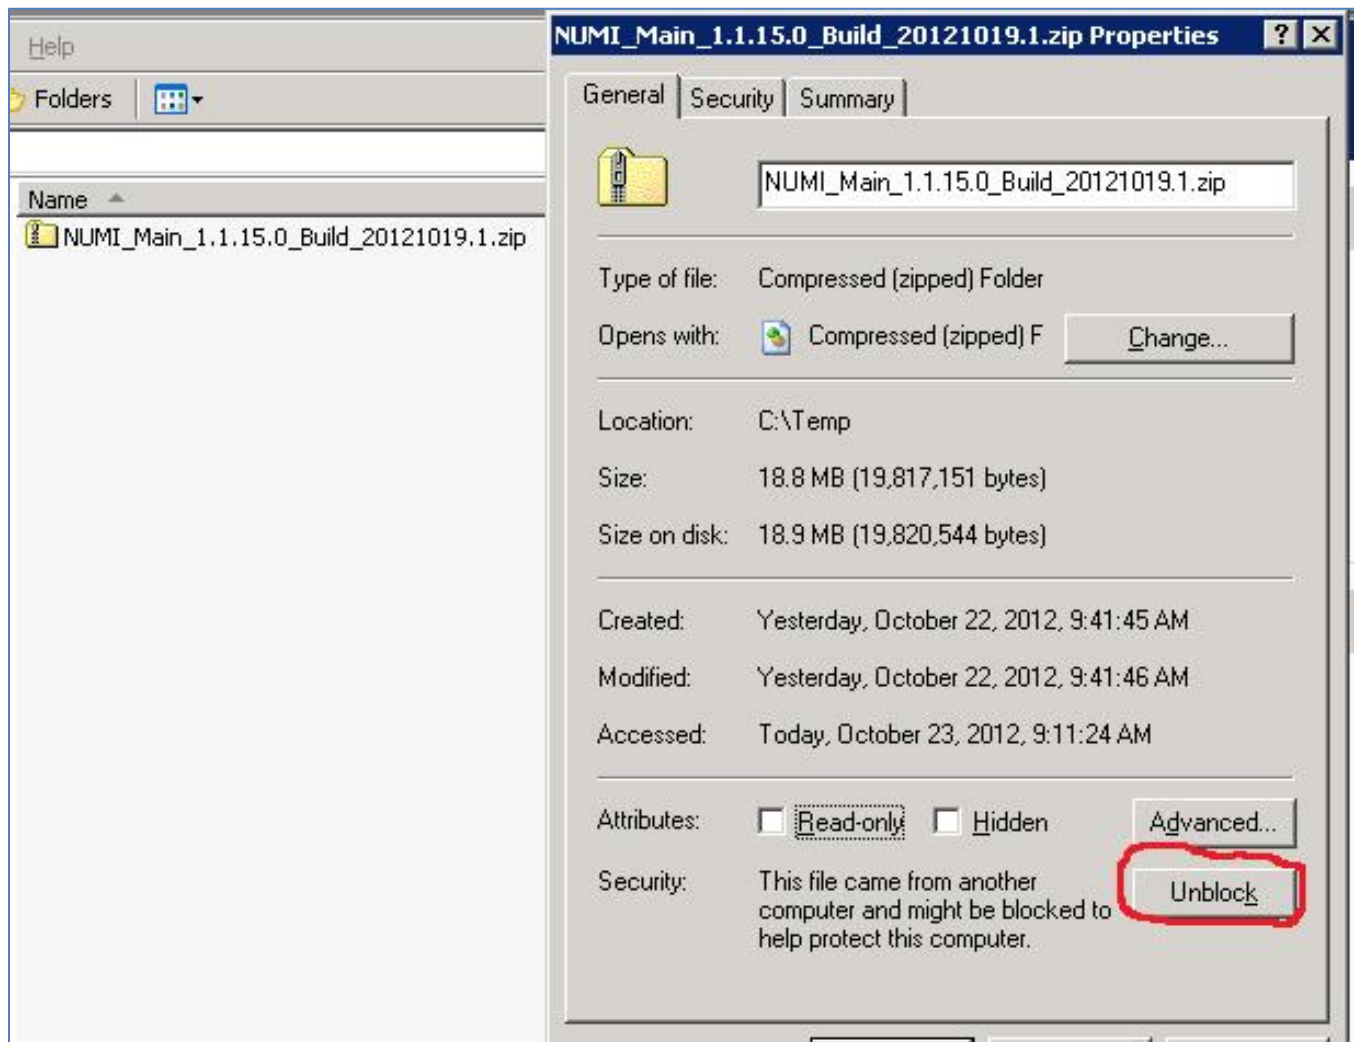 Help
Folders
Name
NUMI_Main_1.1.15.0_Build_20121019.1.zip
NUMI_Main_1.1.15.0_Build_20121019.1.zip Properties
General Security Summary
NUMI_Main_1.1.15.0_Build_20121019.1.zip
Type of file: Compressed (zipped) Folder
Opens with: Compressed (zipped) F Change...
Location: C:\Temp
Size: 18.8 MB (19,817,151 bytes)
Size on disk: 18.9 MB (19,820,544 bytes)
Created: Yesterday, October 22, 2012, 9:41:45 AM
Modified: Yesterday, October 22, 2012, 9:41:46 AM
Accessed: Today, October 23, 2012, 9:11:24 AM
Attributes: Read-only Hidden Advanced...
Security: This file came from another
computer and might be blocked to
help protect this computer.
Unblock